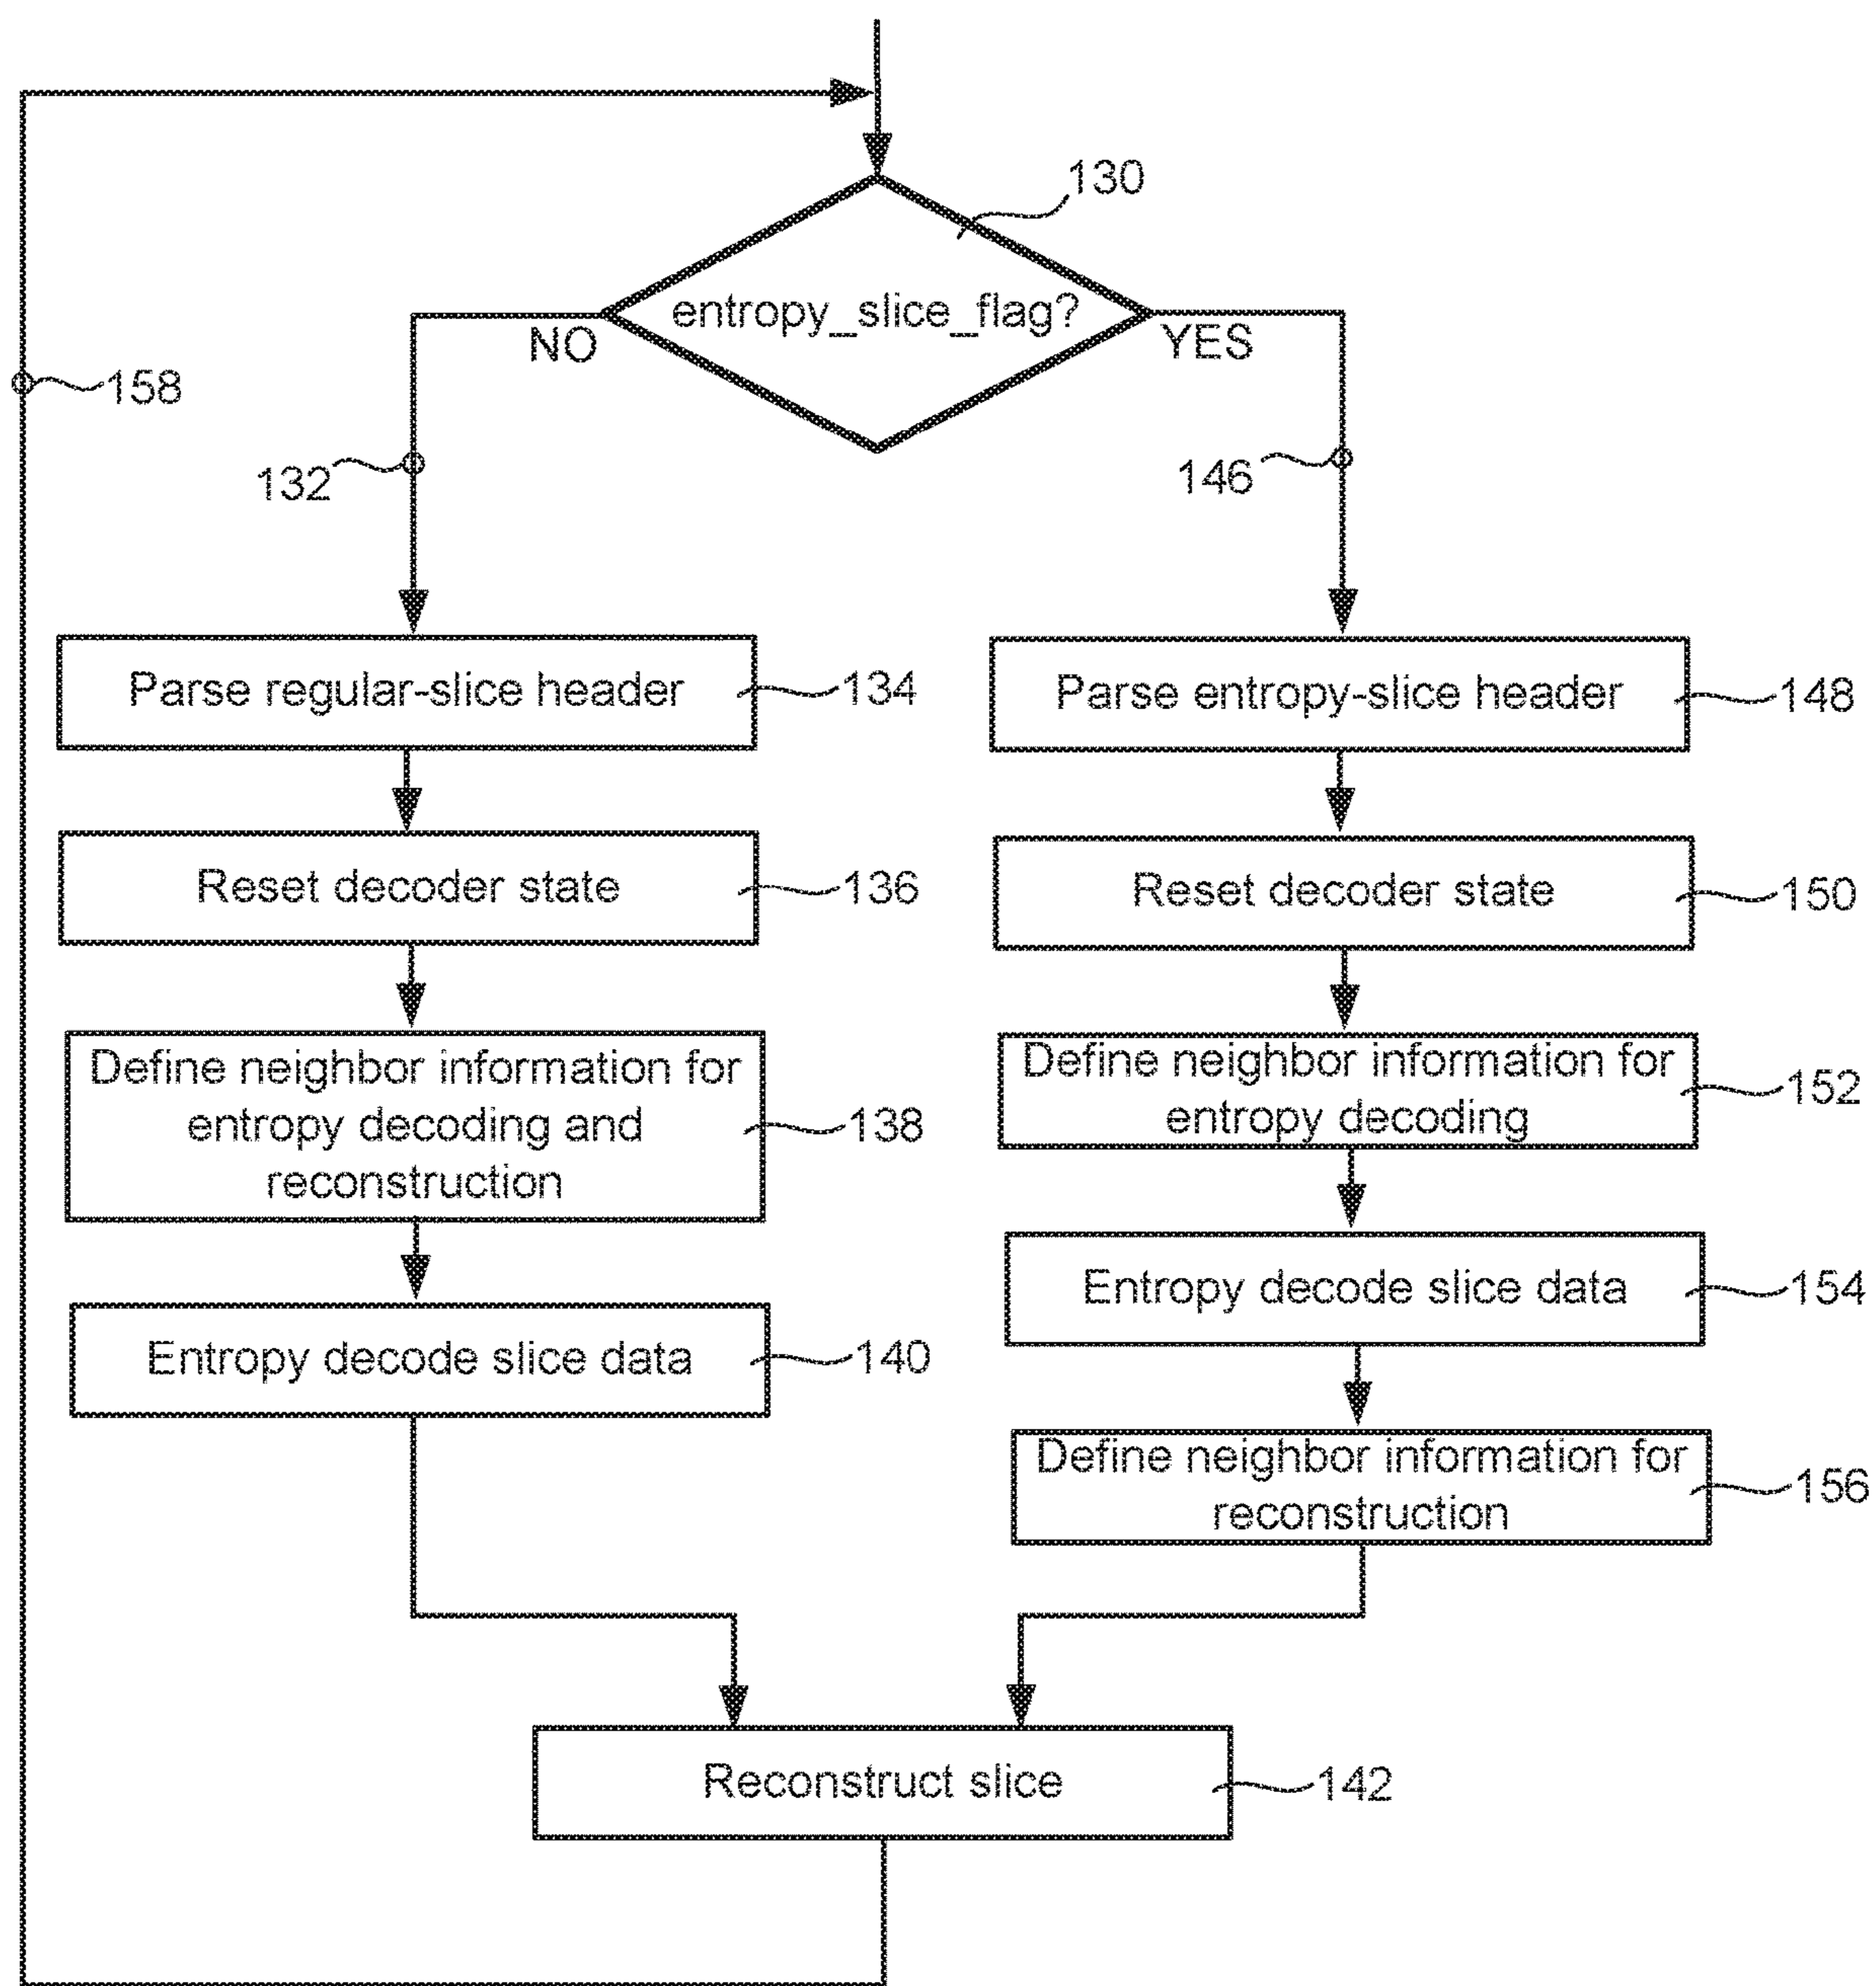 130
entropy_slice_flag?
NO
YES
158
132
146
Parse regular-slice header
134
Parse entropy-slice header
148
Reset decoder state
136
Reset decoder state
150
Define neighbor information for
entropy decoding and
reconstruction
138
Define neighbor information for
entropy decoding
152
Entropy decode slice data
140
Entropy decode slice data
154
Define neighbor information for
reconstruction
156
Reconstruct slice
142